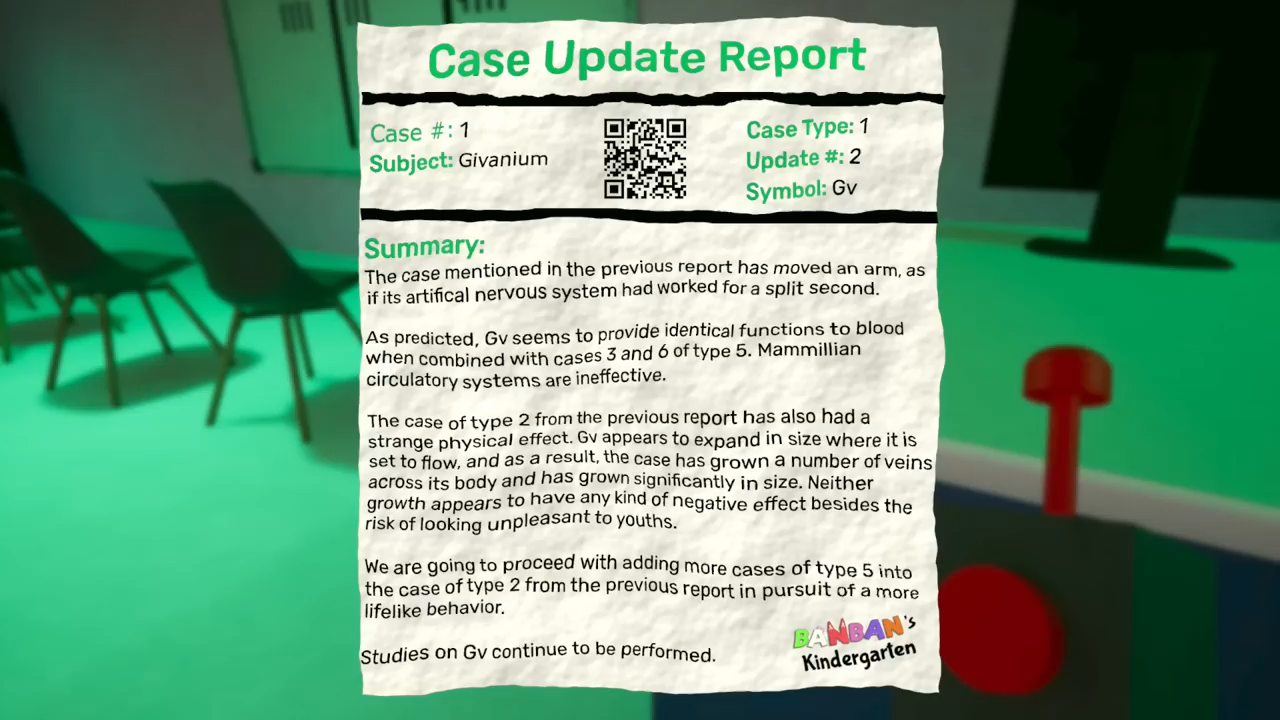 Case Update Report
Case #: 1
Subject: Givanium
Case Type: 1
Update #: 2
Symbol: Gv
Summary:
The case mentioned in the previous report has moved an arm, as
if its artifical nervous system had worked for a split second.
As predicted, Gv seems to provide identical functions to blood
when combined with cases 3 and 6 of type 5. Mammillian
circulatory systems are ineffective.
The case of type 2 from the previous report has also had a
strange physical effect. Gv appears to expand in size where it is
set to flow, and as a result, the case has grown a number of veins
across its body and has grown significantly in size. Neither
growth appears to have any kind of negative effect besides the
risk of looking unpleasant to youths.
We are going to proceed with adding more cases of type 5 into
the case of type 2 from the previous report in pursuit of a more
lifelike behavior.
Studies on Gv continue to be performed.
BANBAN's
Kindergarten